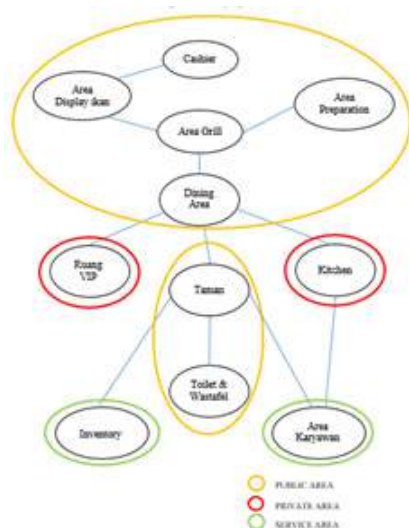 Cashier
Area
Display ikan
Area
Preparation
Area Grill
Dining
Area
Ruang
VIP
Kitchen
Taman
Toilet &
Wastafel
Inventory
Area
Karyawan
PUBLIC AREA
PRIVATE AREA
SERVICE AREA